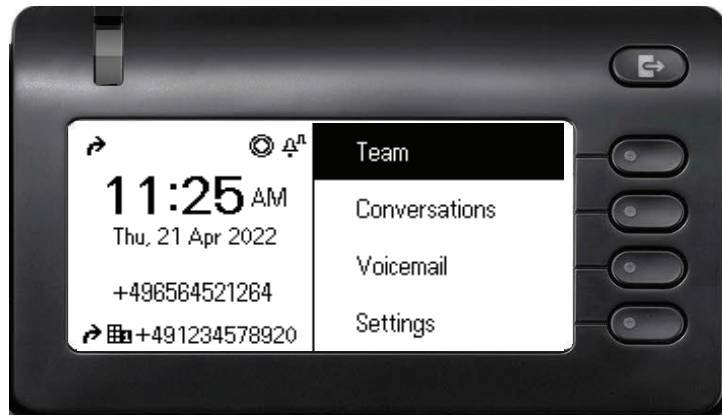 11:25 AM
Thu, 21 Apr 2022
+496564521264
+491234578920
Team
Conversations
Voicemail
Settings